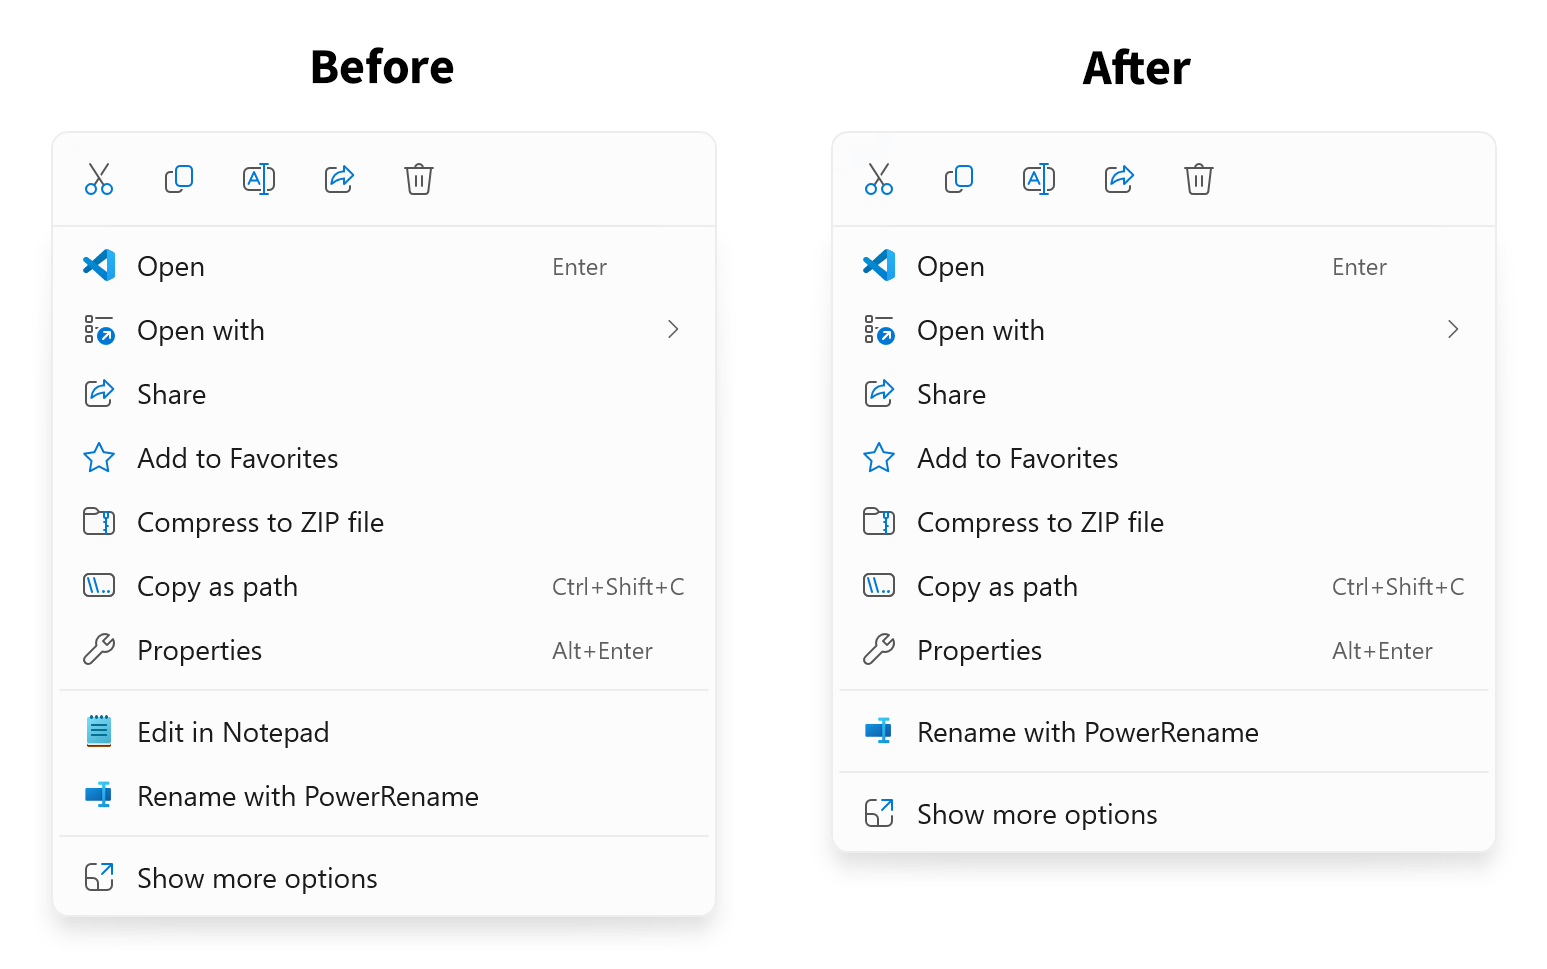 Before
Open Enter
Open with
Share
Add to Favorites
Compress to ZIP file
Copy as path Ctrl+Shift+C
Properties Alt+Enter
Edit in Notepad
Rename with PowerRename
Show more options
After
Open Enter
Open with
Share
Add to Favorites
Compress to ZIP file
Copy as path Ctrl+Shift+C
Properties Alt+Enter
Rename with PowerRename
Show more options